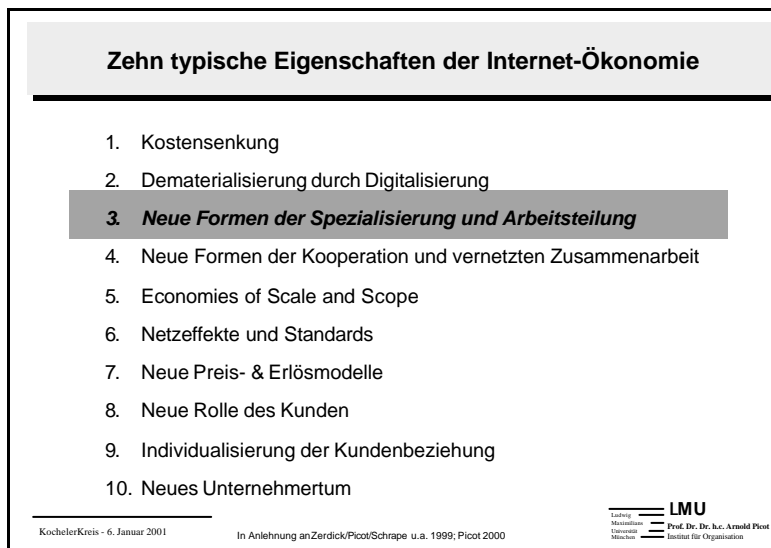 Zehn typische Eigenschaften der Internet-Ökonomie
1. Kostensenkung
2. Dematerialisierung durch Digitalisierung
3. Neue Formen der Spezialisierung und Arbeitsteilung
4. Neue Formen der Kooperation und vernetzten Zusammenarbeit
5. Economies of Scale and Scope
6. Netzeffekte und Standards
7. Neue Preis- & Erlösmodelle
8. Neue Rolle des Kunden
9. Individualisierung der Kundenbeziehung
10. Neues Unternehmertum
KochelerKreis - 6. Januar 2001
In Anlehnung anZerdick/Picot/Schrape u.a. 1999; Picot 2000
Ludwig
Maximilians
Universität
München
LMU
Prof. Dr. Dr. h.c. Arnold Picot
Institut für Organisation